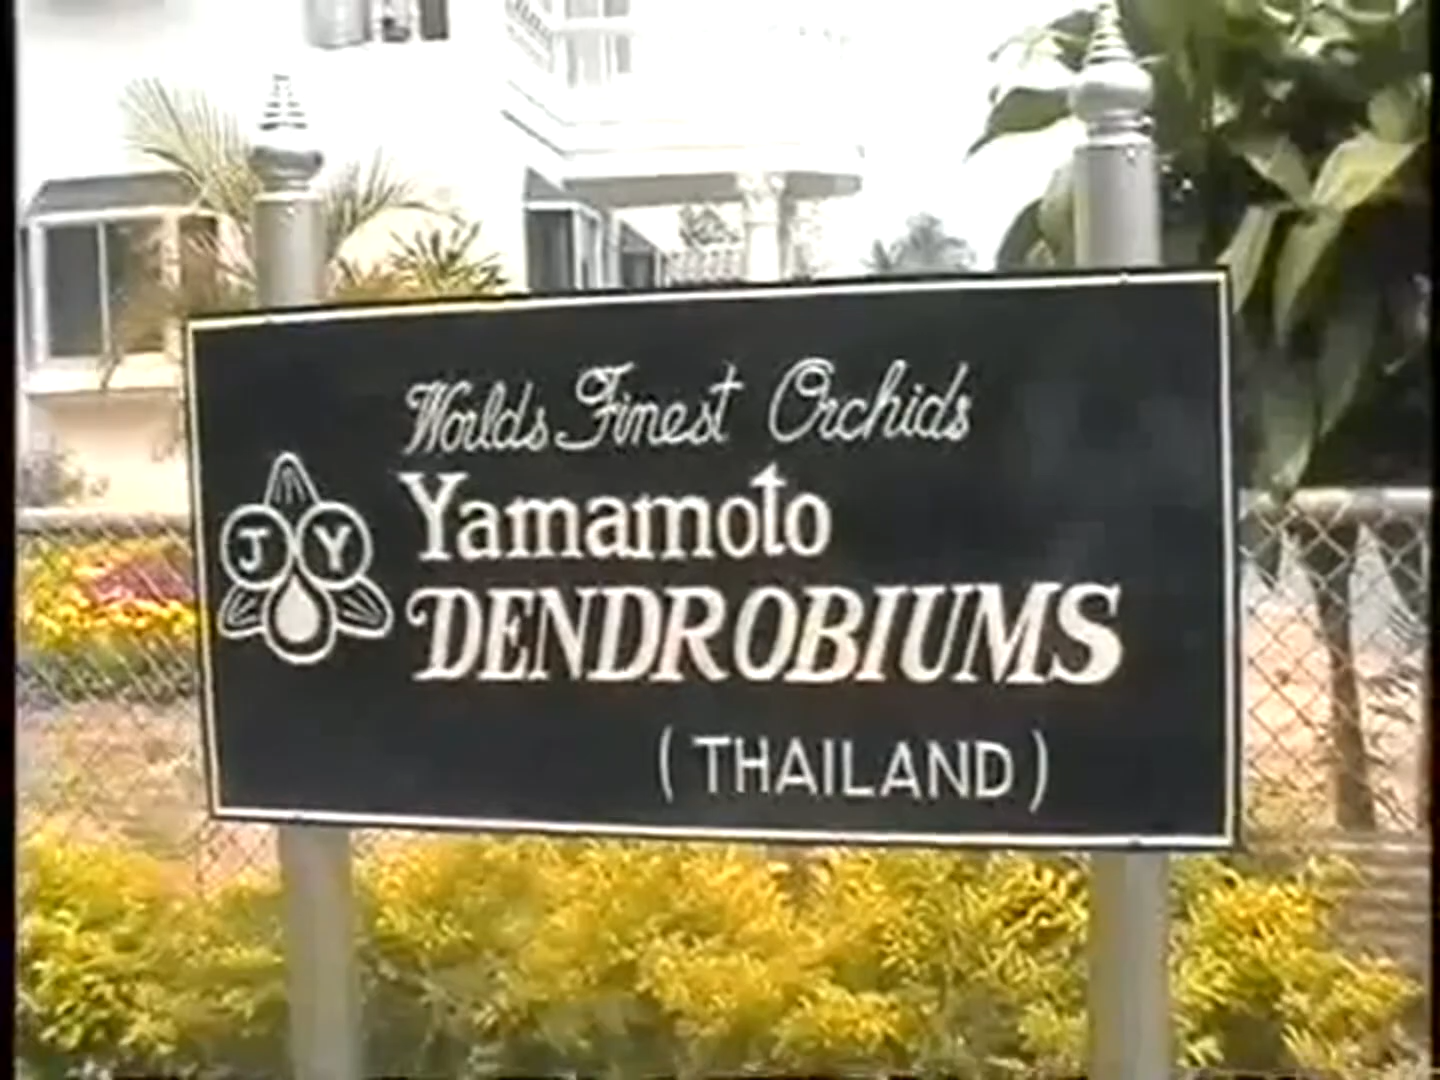 Worlds Finest Orchids
J Y
Yamamoto
DENDROBIUMS
(THAILAND)